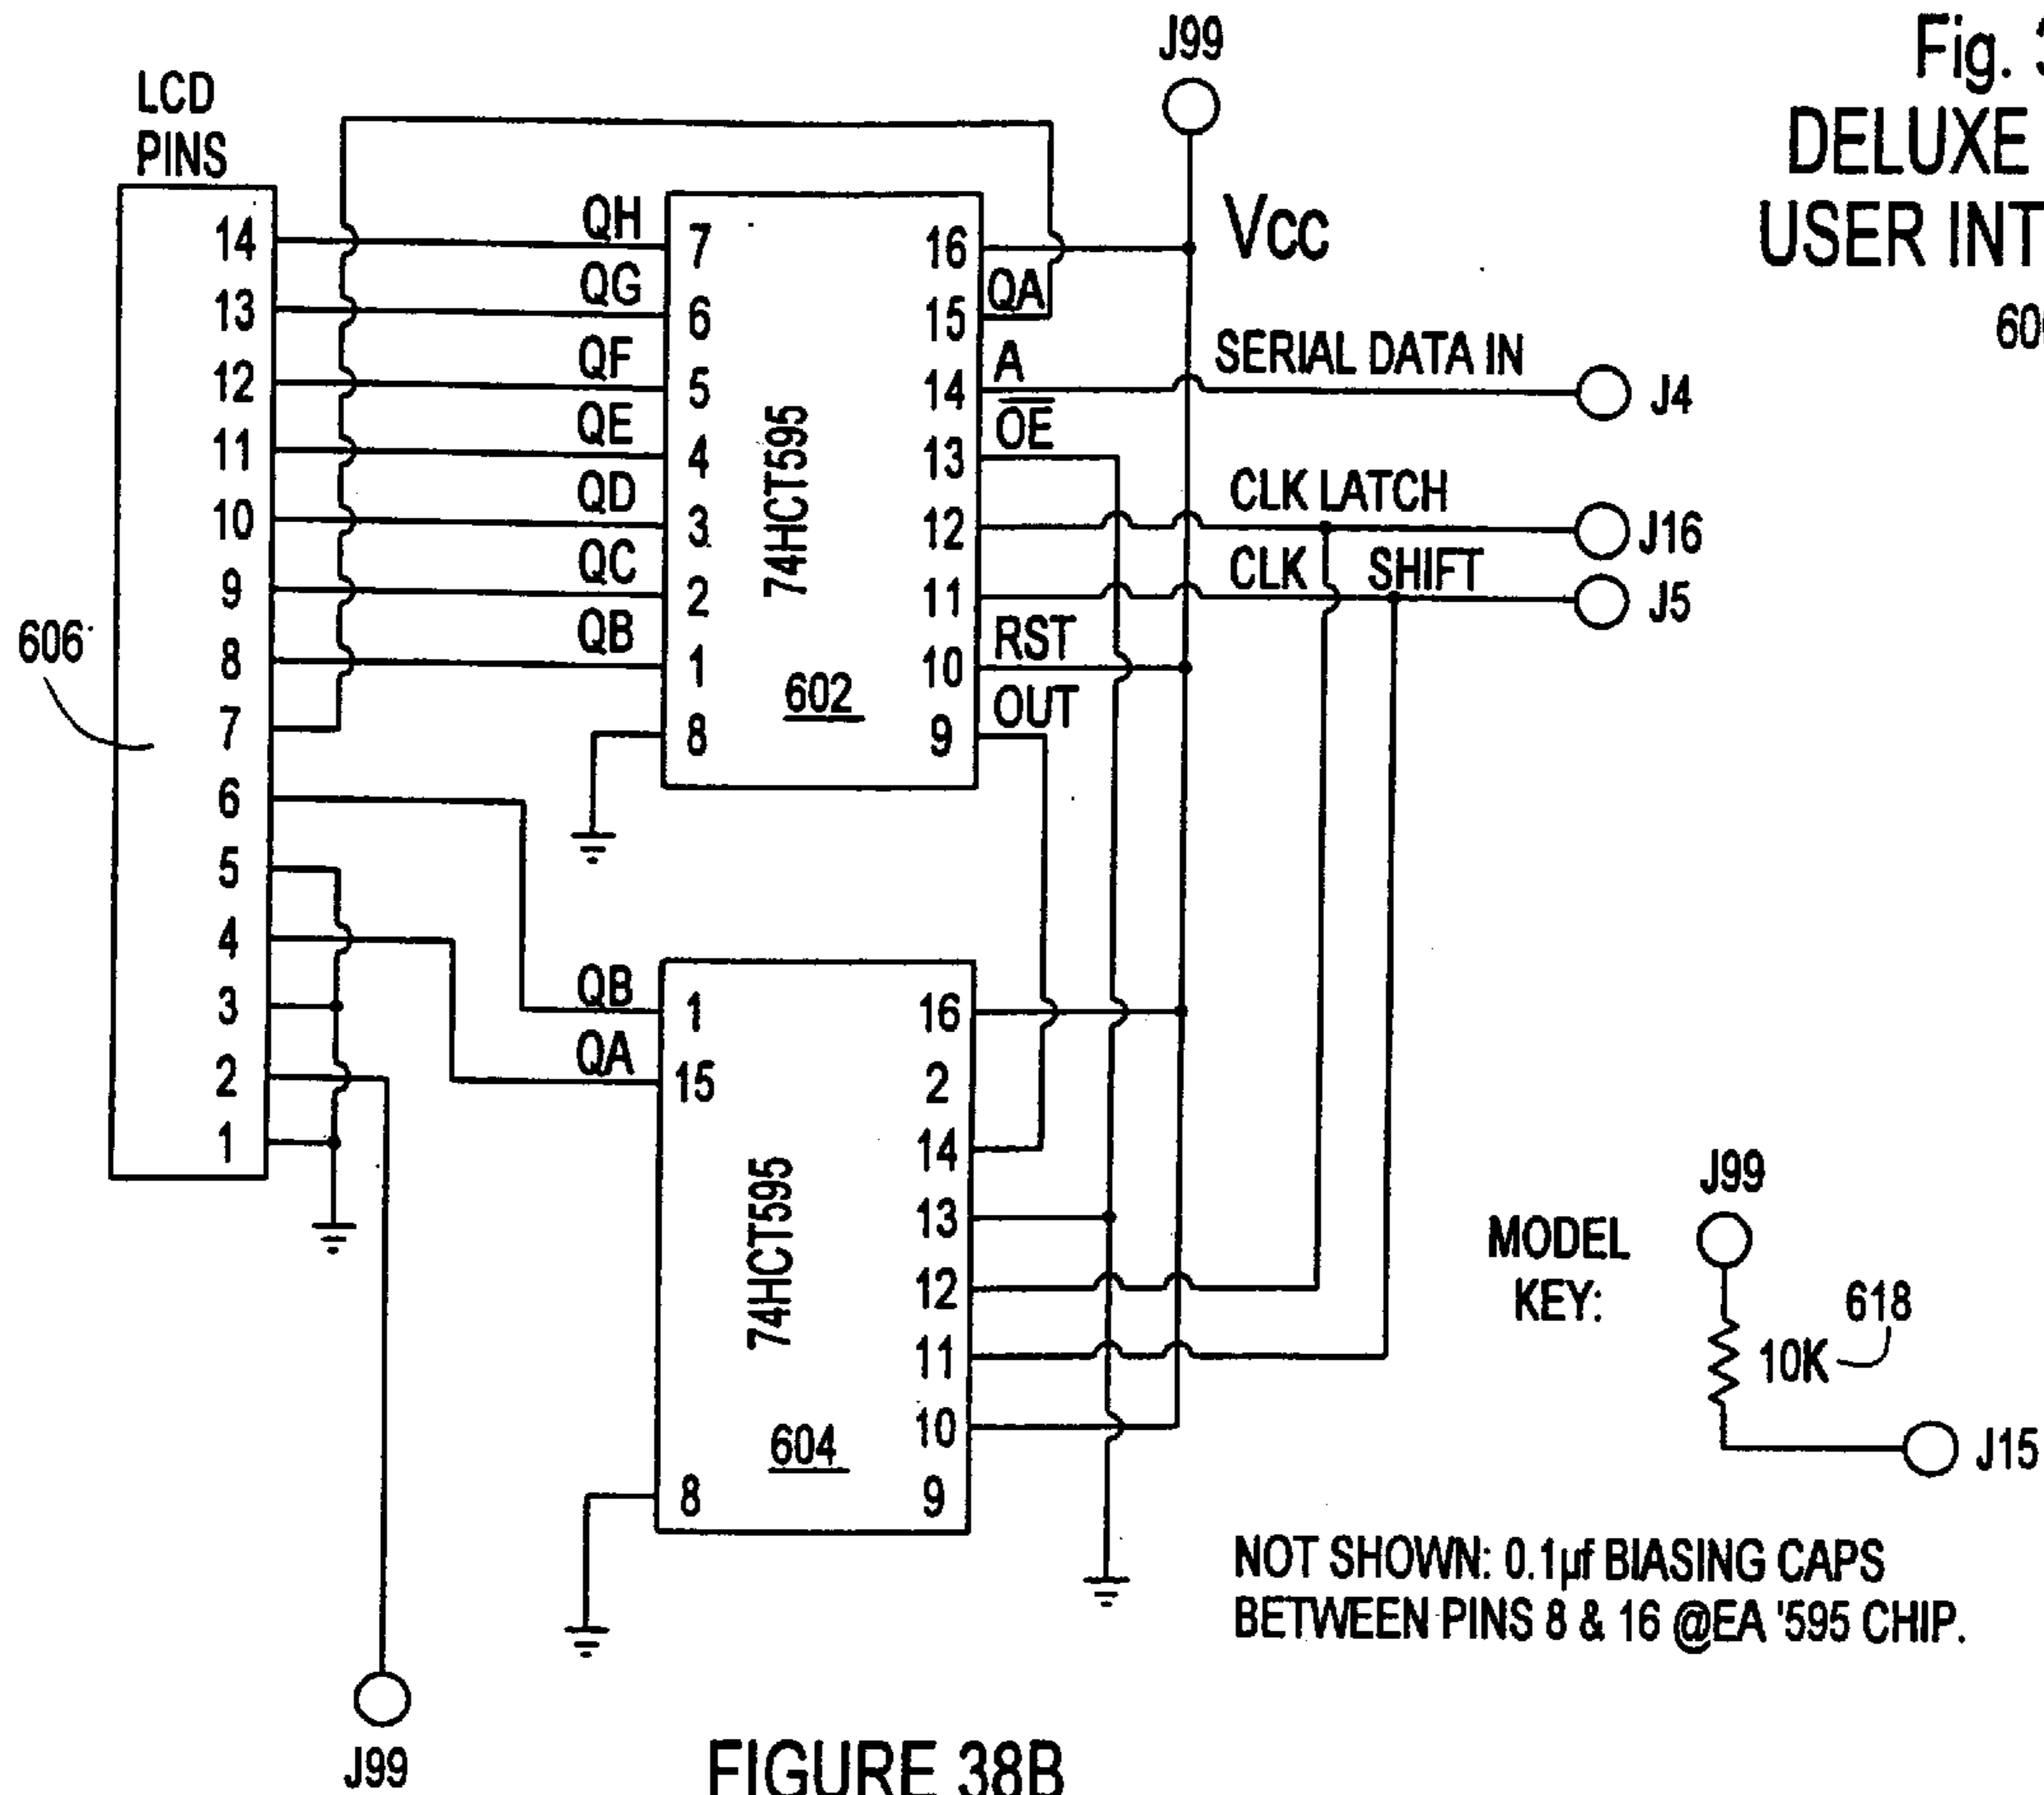 J99
Fig.
DELUXE
USER INT
LCD
PINS
Vcc
14
13
12
11
10
9
8
7
6
5
4
3
2
1
606
QH
QG
QF
QE
QD
QC
QB
7
6
5
4
3
2
1
8
74HCT595
602
16
15
14
13
12
11
10
9
QA
A
OE
RST
OUT
SERIAL DATA IN
J4
CLK LATCH
J16
CLK SHIFT
J5
QB
QA
1
15
8
74HCT595
604
16
2
14
13
12
11
10
9
J99
MODEL
KEY:
10K
618
J15
NOT SHOWN: 0.1µf BIASING CAPS
BETWEEN PINS 8 & 16 @EA '595 CHIP.
J99
FIGURE 38B